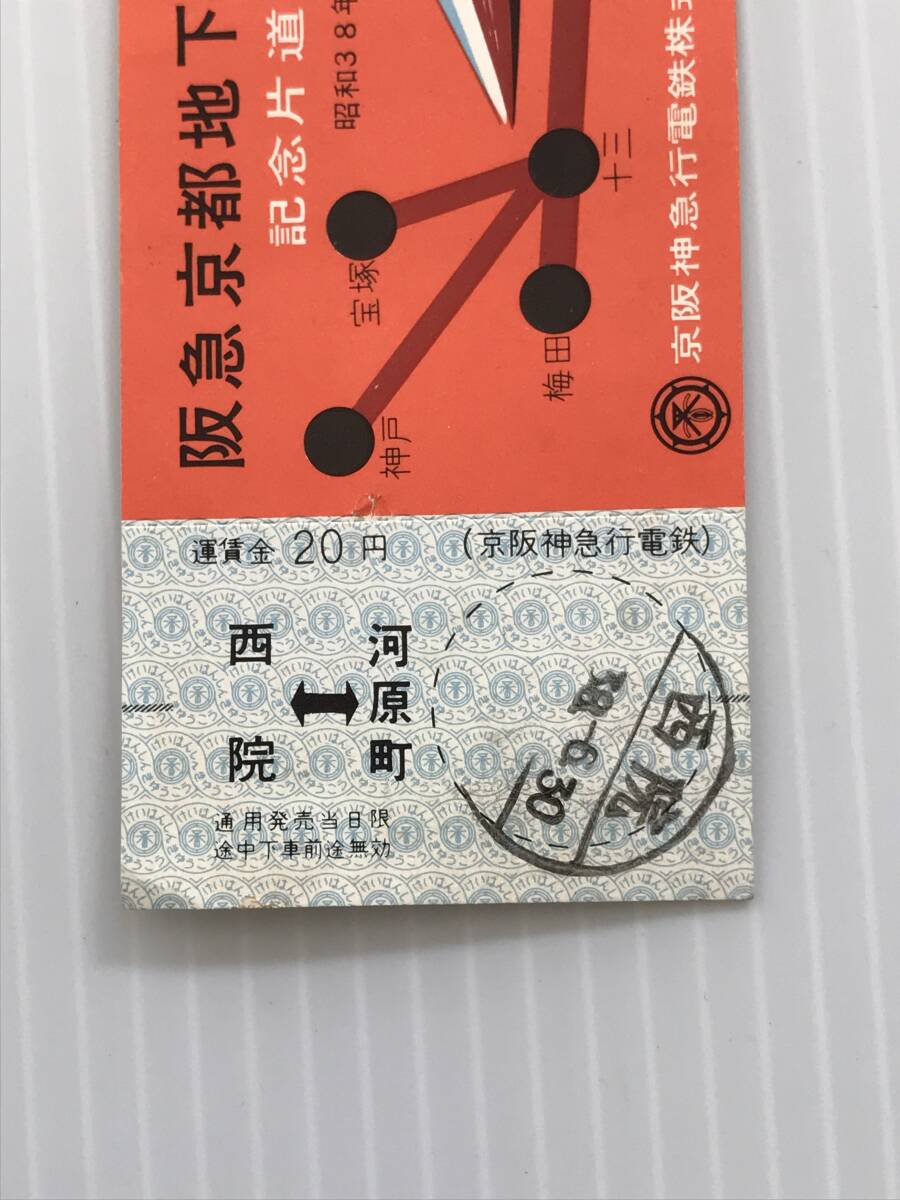 阪急京都地下
記念片道
昭和38年
宝塚
神戸
十三
梅田
京阪神急行電鉄株
運賃金 20円 (京阪神急行電鉄)
西院
河原町
通用発売当日限
途中下車前途無効
西院
-6.30